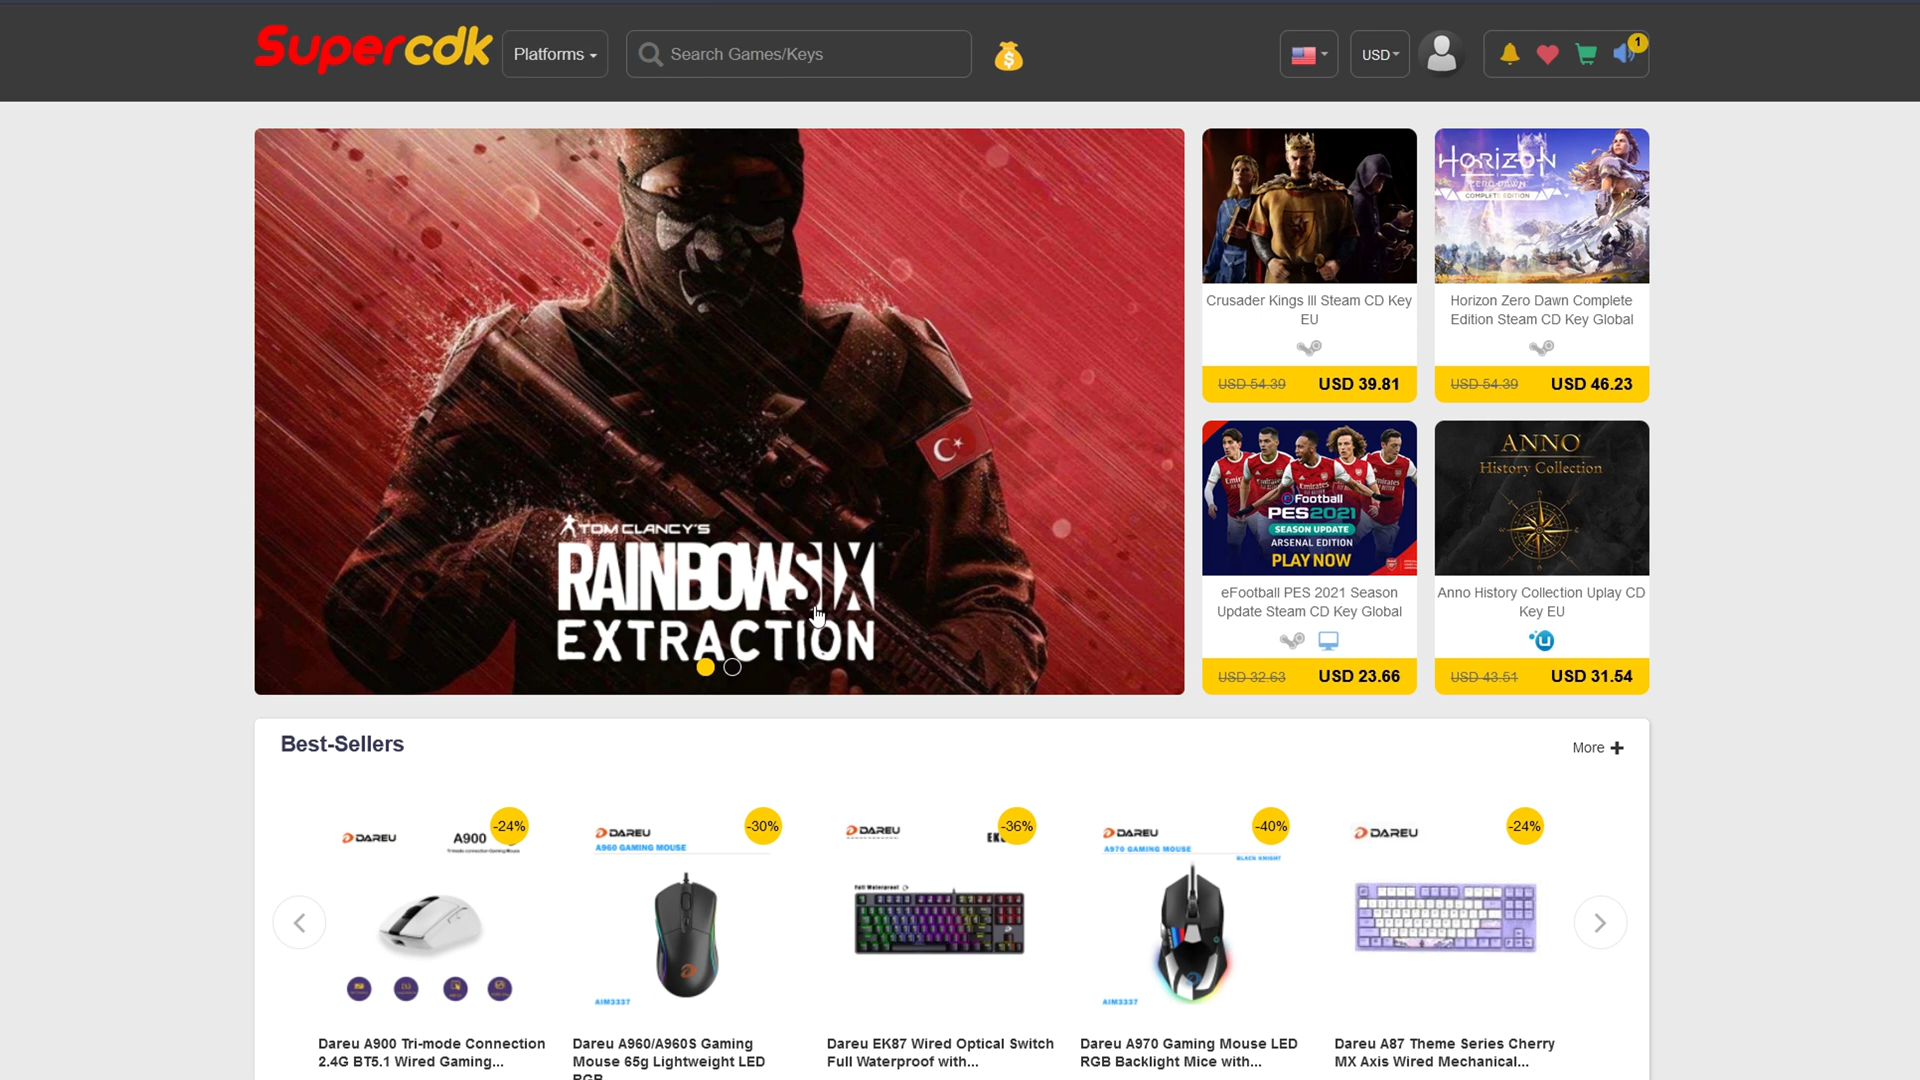 Supercdk
Platforms
Search Games/Keys
USD
1
TOM CLANCY'S
RAINBOW SIX
EXTRACTION
Crusader Kings III Steam CD Key
EU
USD 54.39 USD 39.81
HORIZON
ZERO DAWN
COMPLETE EDITION
Horizon Zero Dawn Complete
Edition Steam CD Key Global
USD 54.39 USD 46.23
eFootball
PES2021
SEASON UPDATE
ARSENAL EDITION
PLAY NOW
eFootball PES 2021 Season
Update Steam CD Key Global
USD 32.63 USD 23.66
ANNO
History Collection
Anno History Collection Uplay CD
Key EU
USD 43.51 USD 31.54
Best-Sellers
More
DAREU
A900
-24%
Dareu A900 Tri-mode Connection
2.4G BT5.1 Wired Gaming...
DAREU
-30%
A960 GAMING MOUSE
AIM3337
Dareu A960/A960S Gaming
Mouse 65g Lightweight LED
RGB
DAREU
-36%
Full Waterproof
Dareu EK87 Wired Optical Switch
Full Waterproof with...
DAREU
-40%
A970 GAMING MOUSE
BLACK KNIGHT
AIM3337
Dareu A970 Gaming Mouse LED
RGB Backlight Mice with...
DAREU
-24%
Dareu A87 Theme Series Cherry
MX Axis Wired Mechanical...